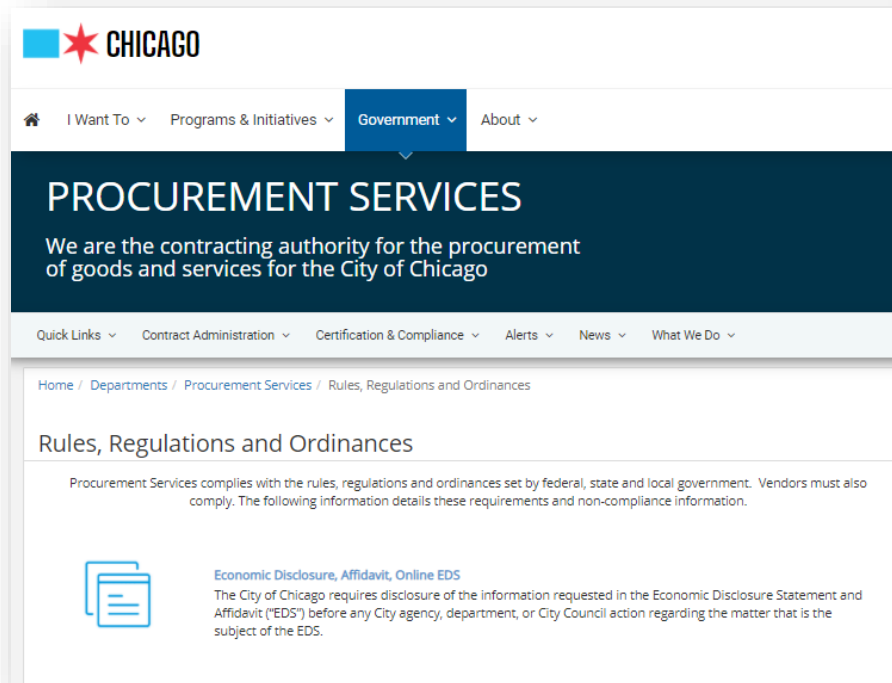 CHICAGO
I Want To Programs & Initiatives Government About
PROCUREMENT SERVICES
We are the contracting authority for the procurement
of goods and services for the City of Chicago
Quick Links Contract Administration Certification & Compliance Alerts News What We Do
Home / Departments / Procurement Services / Rules, Regulations and Ordinances
Rules, Regulations and Ordinances
Procurement Services complies with the rules, regulations and ordinances set by federal, state and local government. Vendors must also
comply. The following information details these requirements and non-compliance information.
Economic Disclosure, Affidavit, Online EDS
The City of Chicago requires disclosure of the information requested in the Economic Disclosure Statement and
Affidavit ("EDS") before any City agency, department, or City Council action regarding the matter that is the
subject of the EDS.